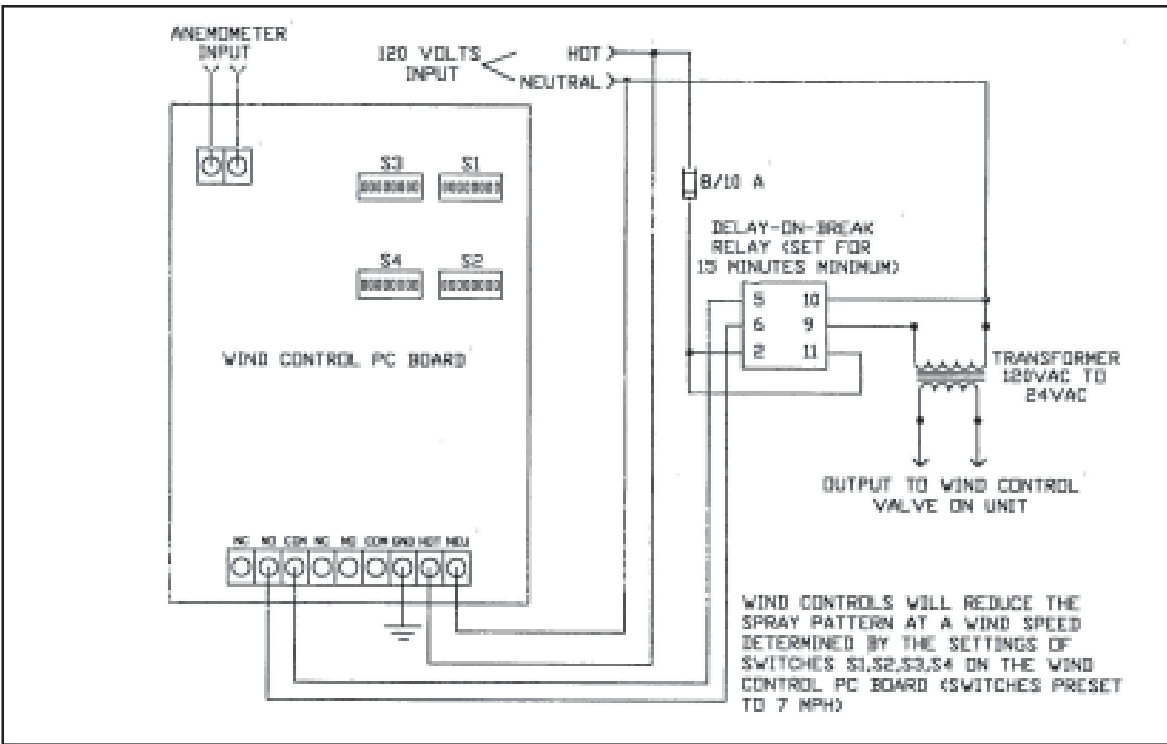 ANEMOMETER
INPUT
120 VOLTS
INPUT
HOT
NEUTRAL
S3
S1
8/10 A
DELAY-ON-BREAK
RELAY (SET FOR
15 MINUTES MINIMUM)
S4
S2
5 10
6 9
2 11
WIND CONTROL PC BOARD
TRANSFORMER
120VAC TO
24VAC
OUTPUT TO WIND CONTROL
VALVE ON UNIT
NC NO COM NC NO COM GND HOT NEU
WIND CONTROLS WILL REDUCE THE
SPRAY PATTERN AT A WIND SPEED
DETERMINED BY THE SETTINGS OF
SWITCHES S1,S2,S3,S4 ON THE WIND
CONTROL PC BOARD (SWITCHES PRESET
TO 7 MPH)